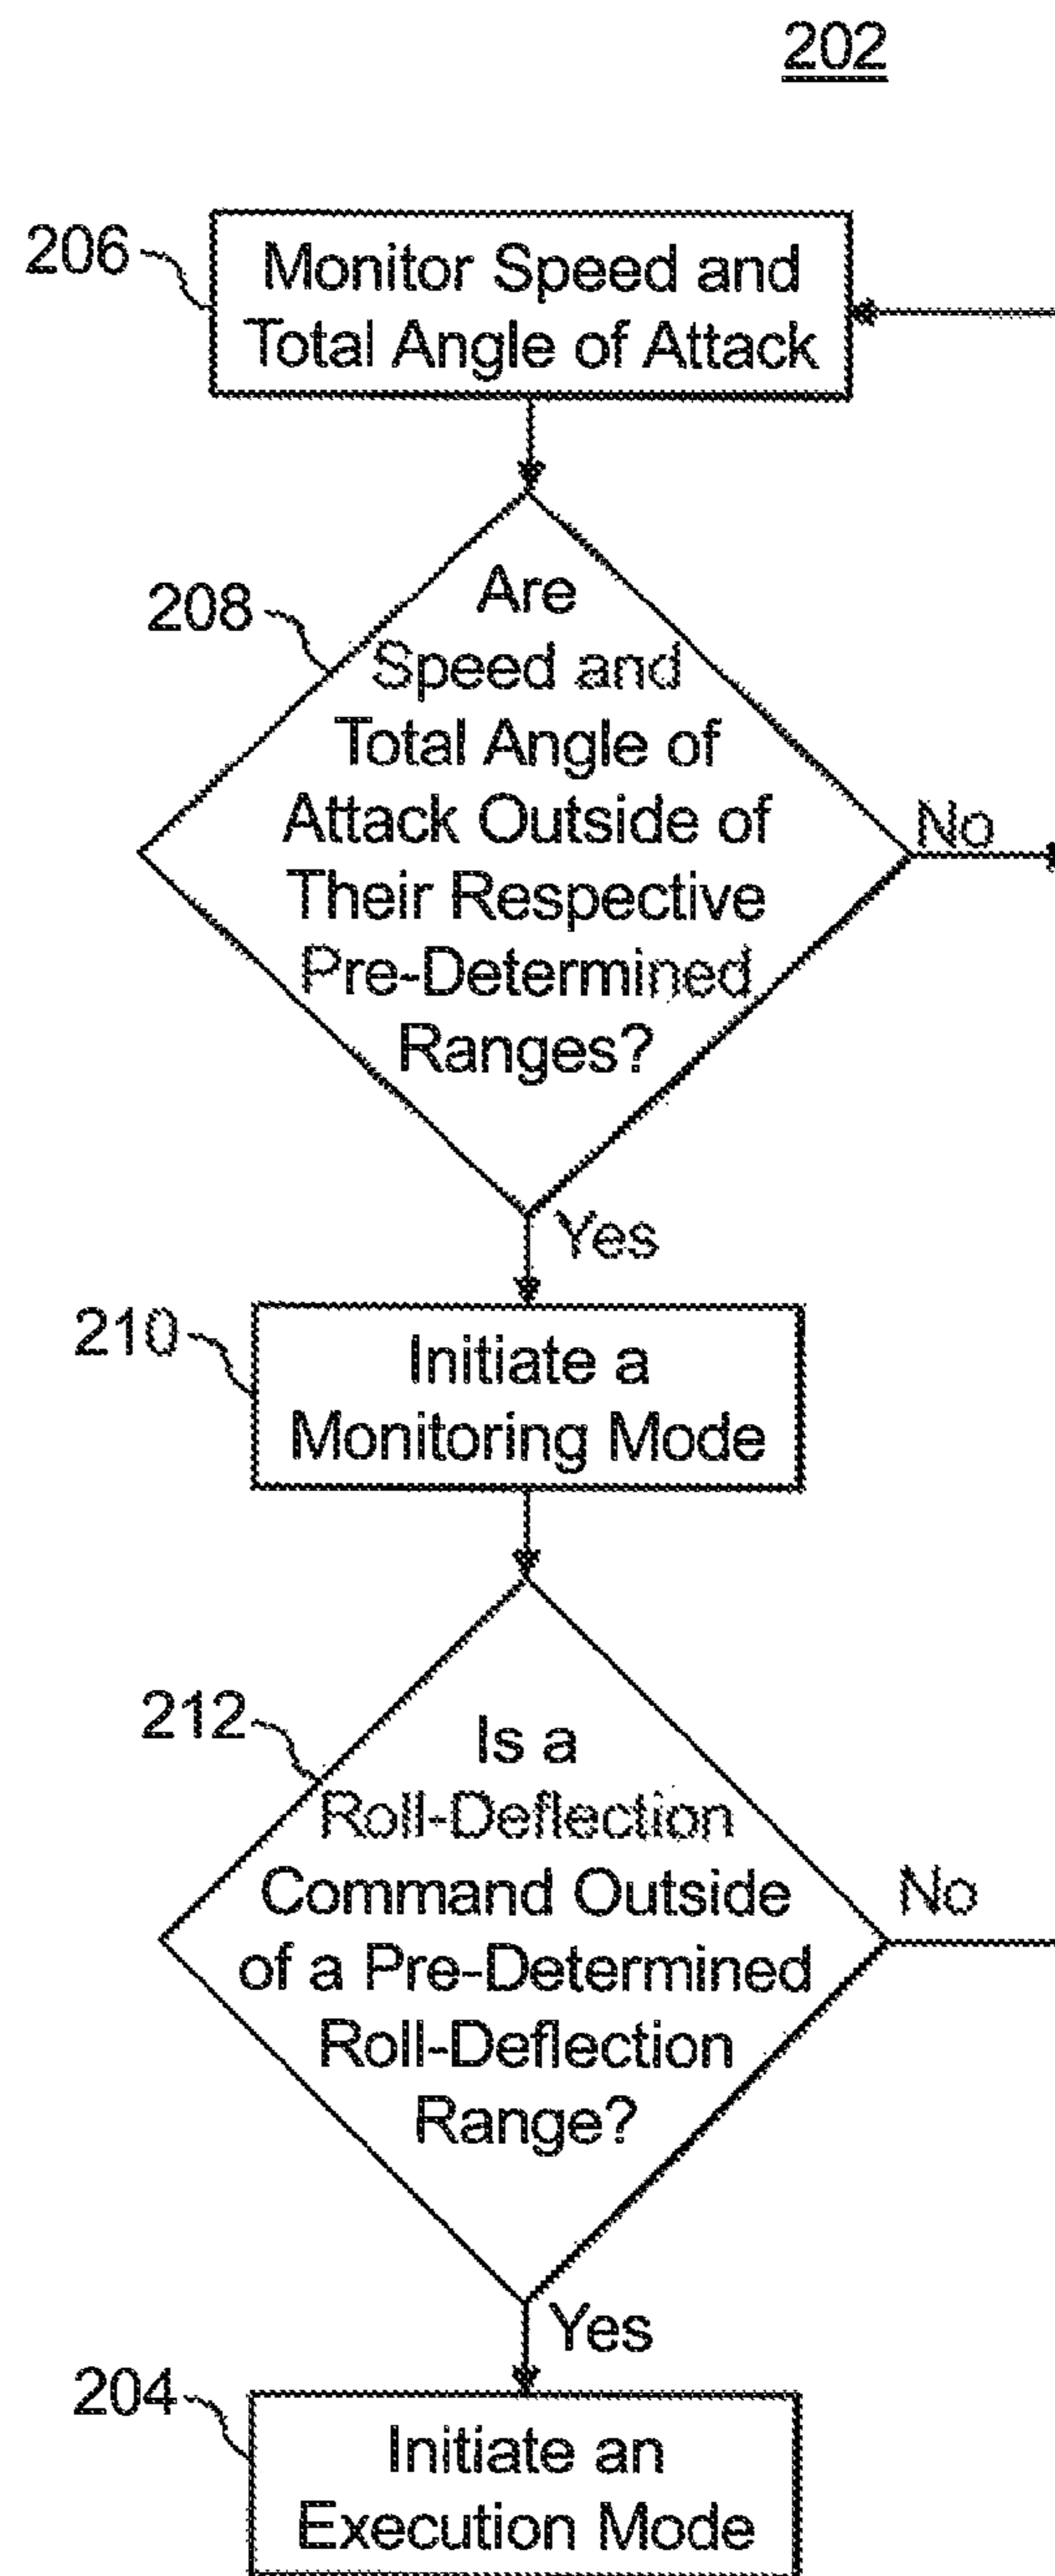 202
206
Monitor Speed and
Total Angle of Attack
208
Are
Speed and
Total Angle of
Attack Outside of
Their Respective
Pre-Determined
Ranges?
No
Yes
210
Initiate a
Monitoring Mode
212
Is a
Roll-Deflection
Command Outside
of a Pre-Determined
Roll-Deflection
Range?
No
Yes
204
Initiate an
Execution Mode